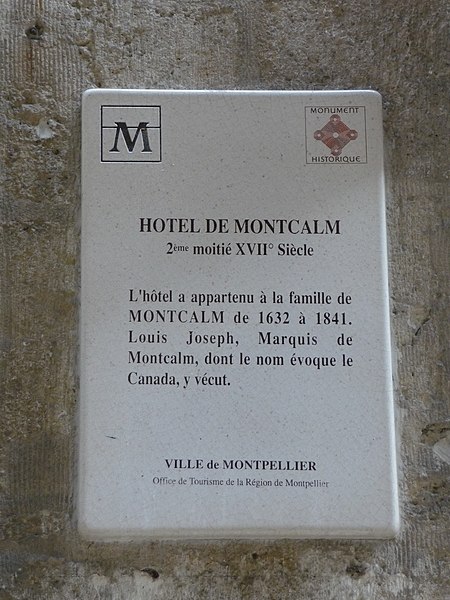 M
MONUMENT
HISTORIQUE
HOTEL DE MONTCALM
2ème moitié XVII° Siècle
L'hôtel a appartenu à la famille de
MONTCALM de 1632 à 1841.
Louis Joseph, Marquis de
Montcalm, dont le nom évoque le
Canada, y vécut.
VILLE de MONTPELLIER
Office de Tourisme de la Région de Montpellier